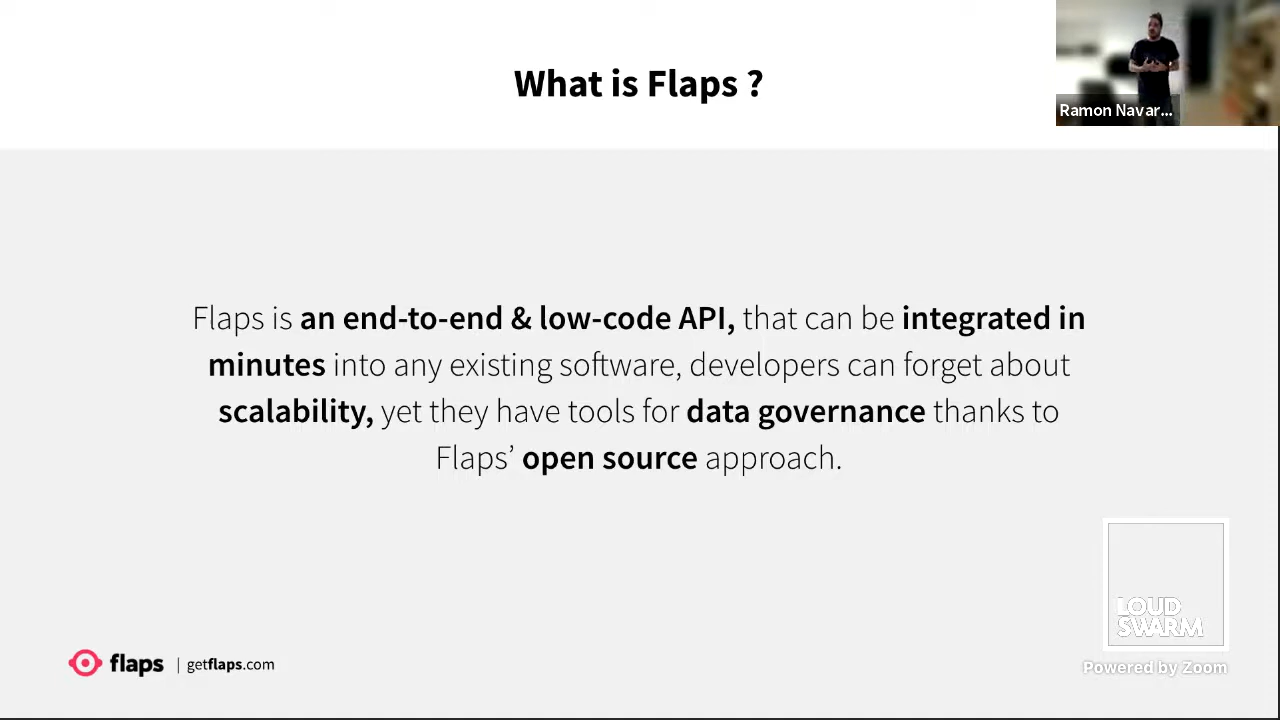 What is Flaps ?
Ramon Navar...
Flaps is an end-to-end & low-code API, that can be integrated in
minutes into any existing software, developers can forget about
scalability, yet they have tools for data governance thanks to
Flaps’ open source approach.
LOUD
SWARM
flaps | getflaps.com
Powered by Zoom